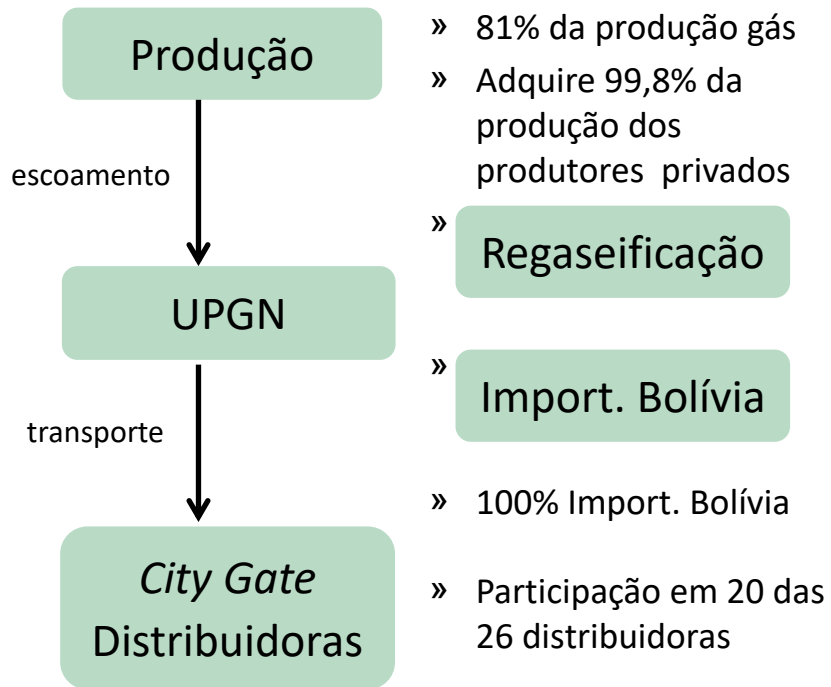 Produção
escoamento
UPGN
transporte
City Gate
Distribuidoras
» 81% da produção gás
» Adquire 99,8% da
produção dos
produtores privados
» Regaseificação
» Import. Bolívia
» 100% Import. Bolívia
» Participação em 20 das
26 distribuidoras